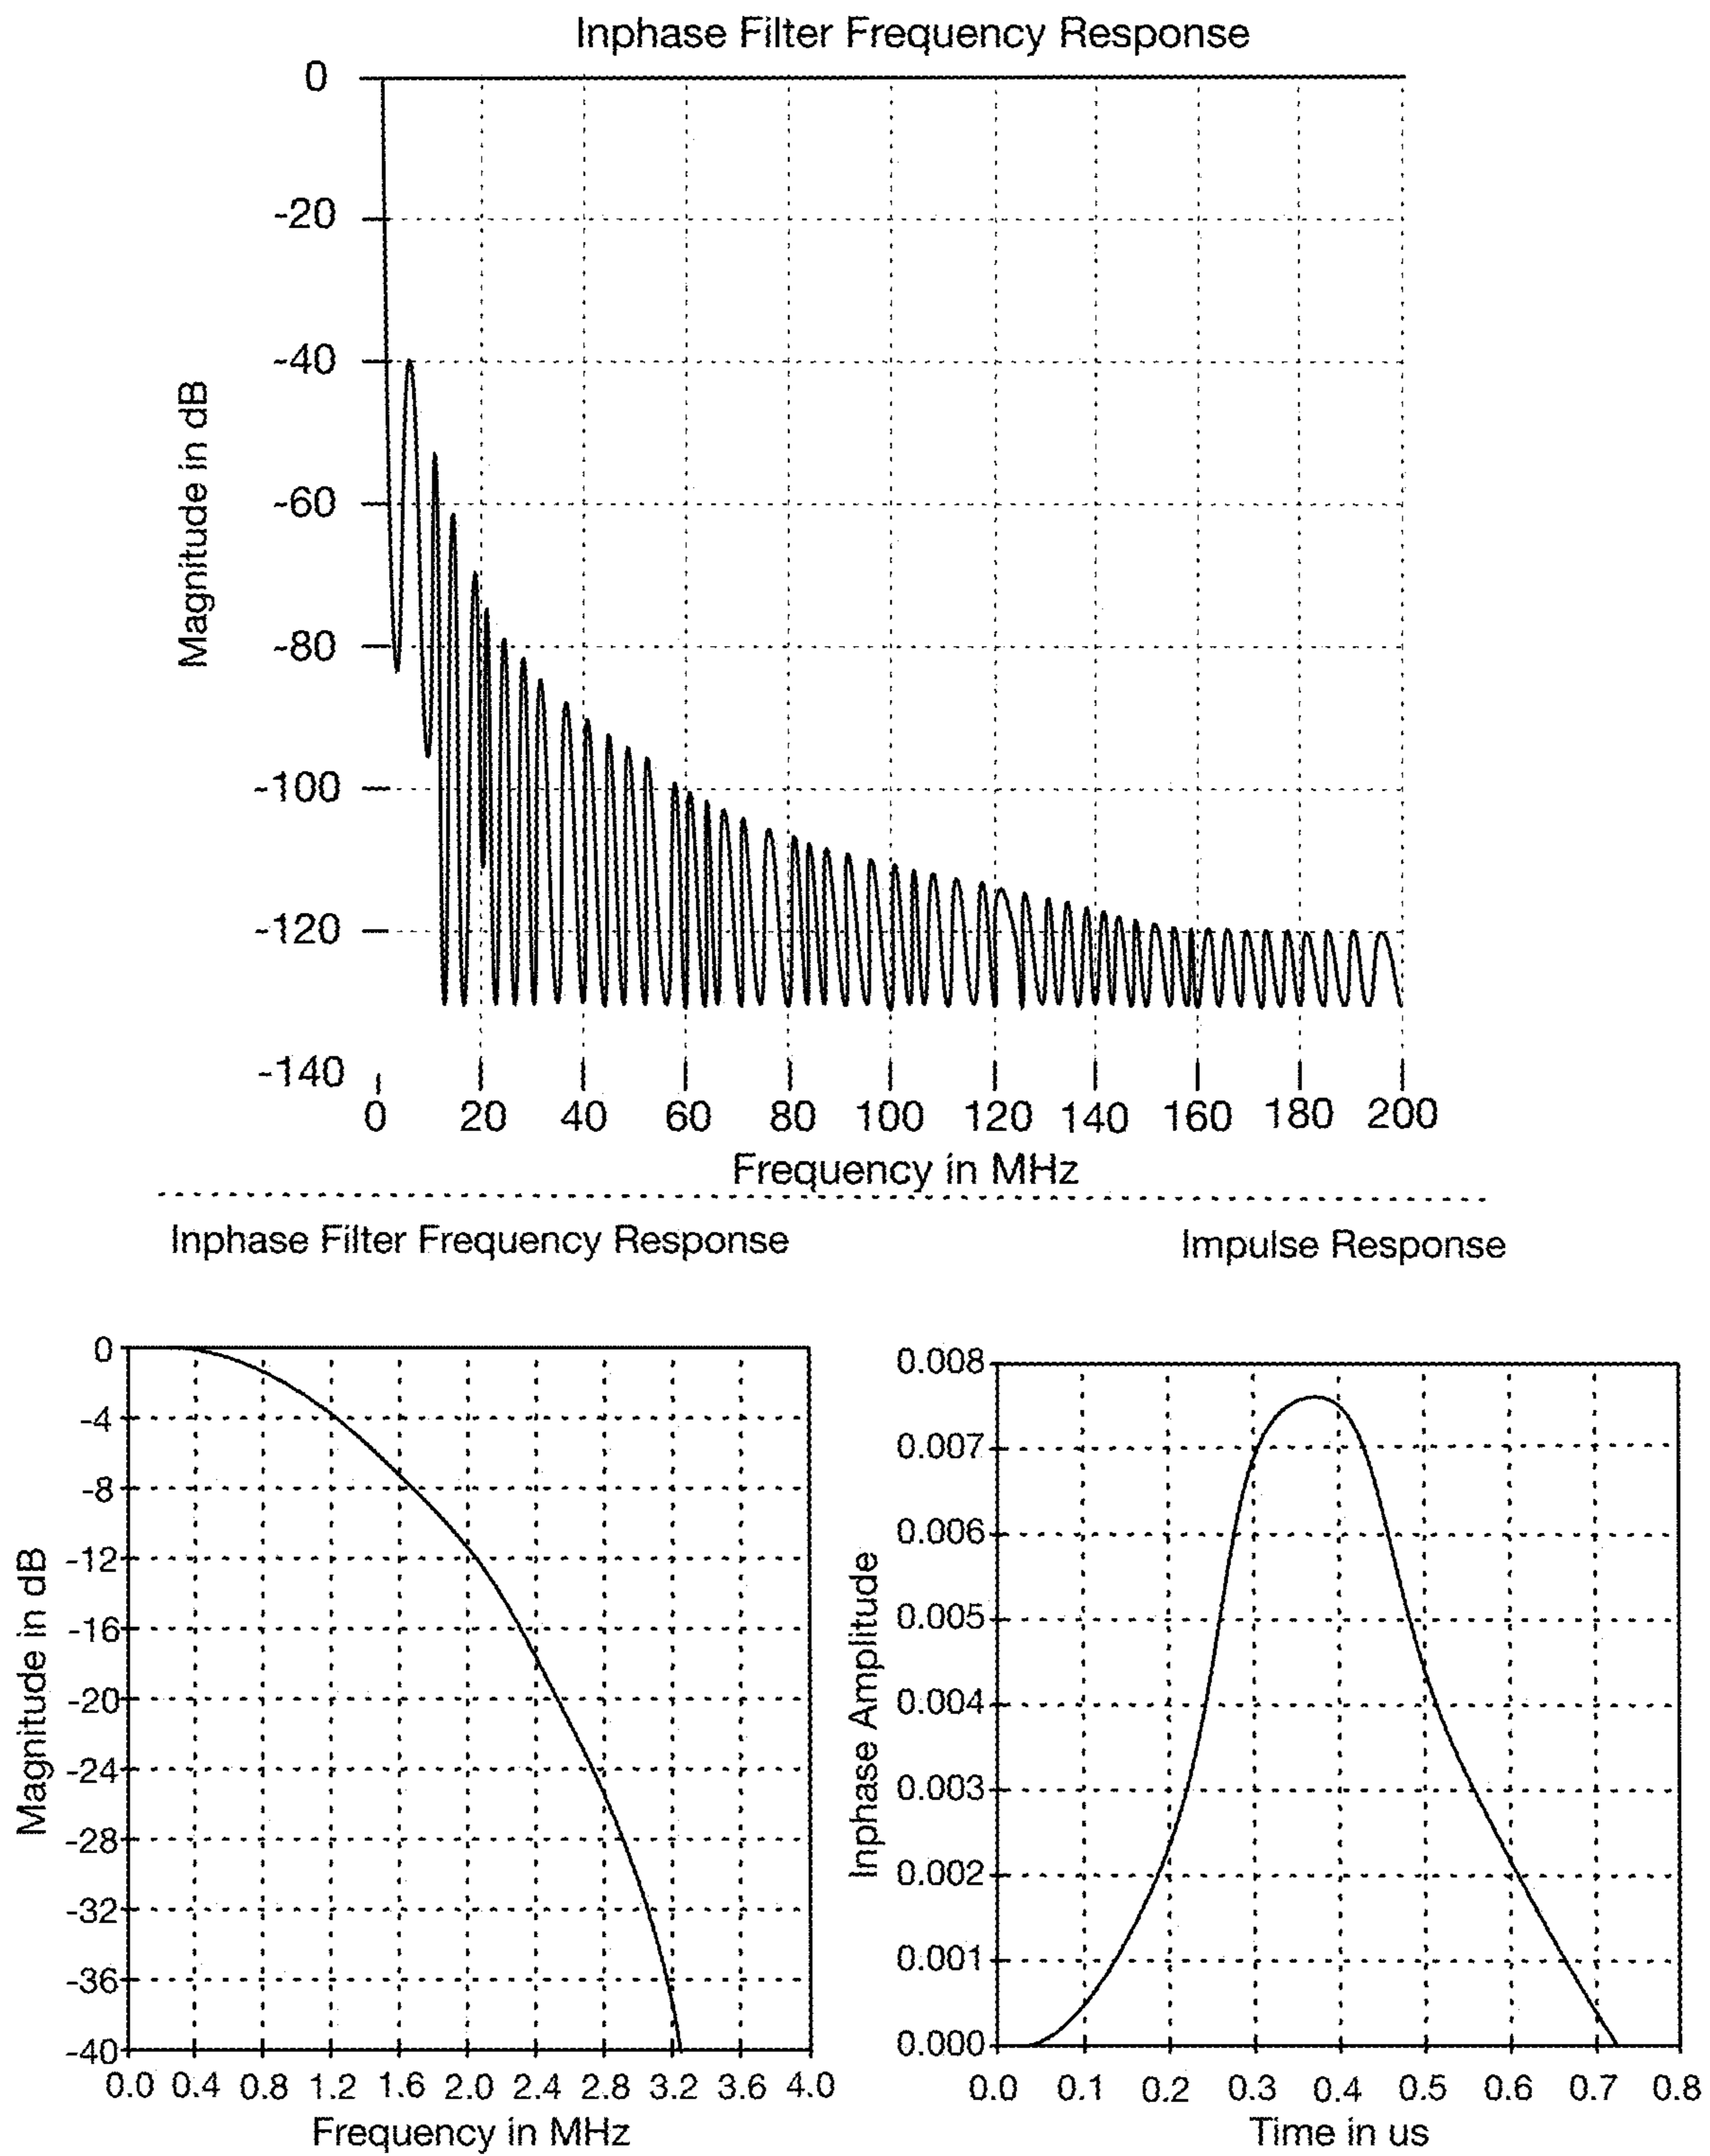 Inphase Filter Frequency Response
0
-20
-40
-60
-80
-100
-120
-140
Magnitude in dB
0 20 40 60 80 100 120 140 160 180 200
Frequency in MHz
Inphase Filter Frequency Response
0
-4
-8
-12
-16
-20
-24
-28
-32
-36
-40
Magnitude in dB
0.0 0.4 0.8 1.2 1.6 2.0 2.4 2.8 3.2 3.6 4.0
Frequency in MHz
Impulse Response
0.008
0.007
0.006
0.005
0.004
0.003
0.002
0.001
0.000
Inphase Amplitude
0.0 0.1 0.2 0.3 0.4 0.5 0.6 0.7 0.8
Time in us